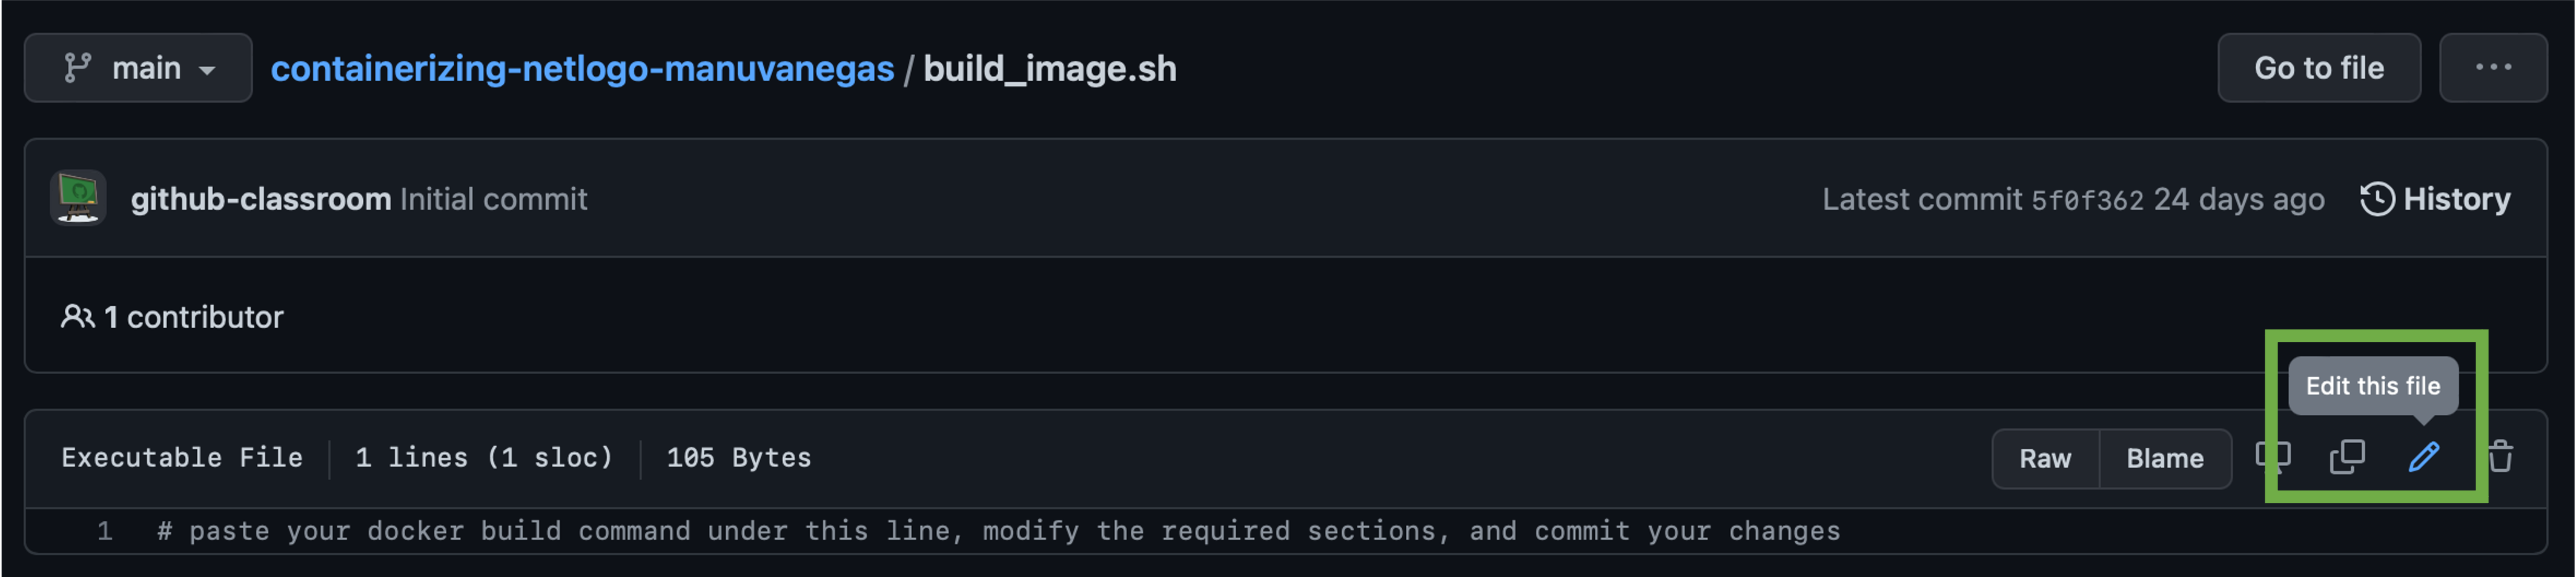 main containerizing-netlogo-manuvanegas / build_image.sh Go to file ...
github-classroom Initial commit Latest commit 5f0f362 24 days ago History
1 contributor
Edit this file
Executable File 1 lines (1 sloc) 105 Bytes Raw Blame
1 # paste your docker build command under this line, modify the required sections, and commit your changes